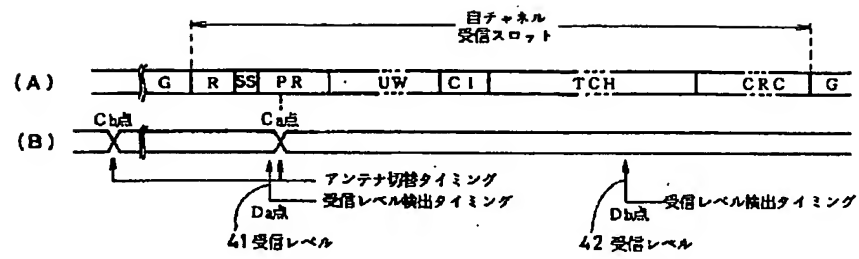 自チャネル
受信スロット
(A) G R SS PR UW CI TCH CRC G
Cb点 Ca点
(B)
アンテナ切替タイミング
受信レベル検出タイミング 受信レベル検出タイミング
Da点 Db点
41 受信レベル 42 受信レベル